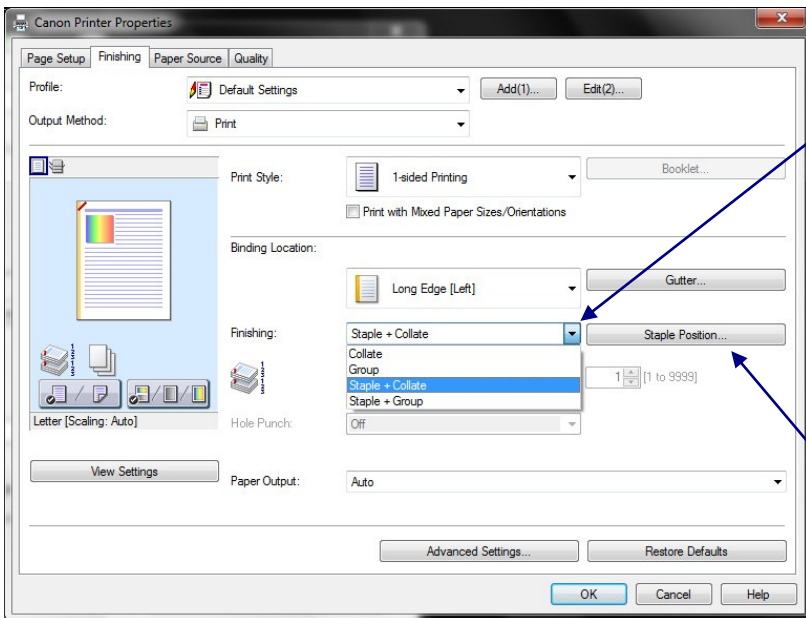 Canon Printer Properties
Page Setup Finishing Paper Source Quality
Profile: Default Settings Add(1)... Edit(2)...
Output Method: Print
Print Style: 1-sided Printing Booklet...
Print with Mixed Paper Sizes/Orientations
Binding Location:
Long Edge [Left] Gutter...
Finishing: Staple + Collate Staple Position...
Collate
Group
Staple + Collate
Staple + Group
1 [1 to 9999]
Letter [Scaling: Auto]
Hole Punch: Off
View Settings
Paper Output: Auto
Advanced Settings... Restore Defaults
OK Cancel Help